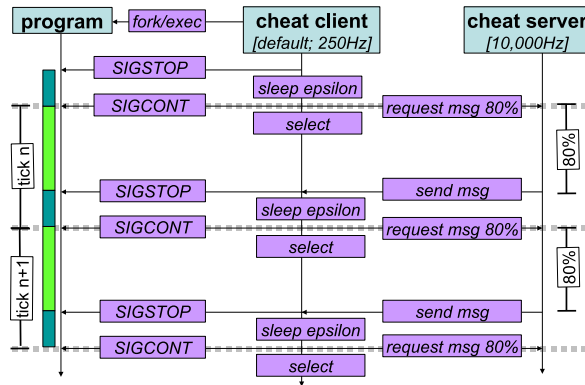 program
fork/exec
cheat client
[default; 250Hz]
cheat server
[10,000Hz]
SIGSTOP
sleep epsilon
SIGCONT
request msg 80%
select
tick n
80%
SIGSTOP
send msg
sleep epsilon
SIGCONT
request msg 80%
select
tick n+1
80%
SIGSTOP
send msg
sleep epsilon
SIGCONT
request msg 80%
select